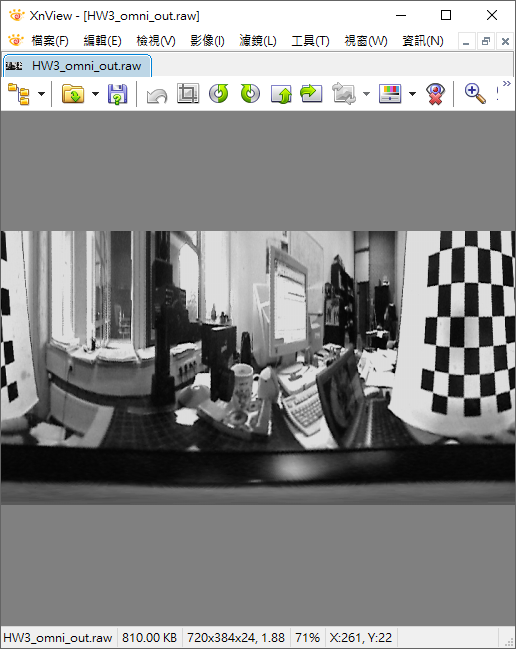 XnView - [HW3_omni_out.raw]
檔案(F) 編輯(E) 檢視(V) 影像(I) 濾鏡(L) 工具(T) 視窗(W) 資訊(N)
HW3_omni_out.raw
HW3_omni_out.raw 810.00 KB 720x384x24, 1.88 71% X:261, Y:22